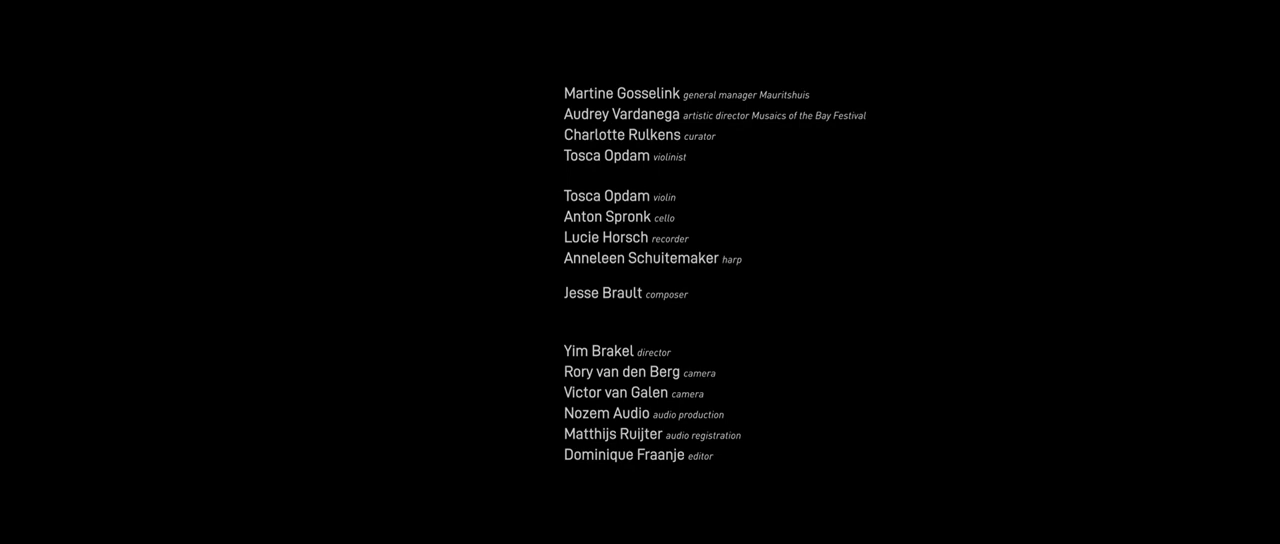 Martine Gosselink general manager Mauritshuis
Audrey Vardanega artistic director Musaics of the Bay Festival
Charlotte Rulkens curator
Tosca Opdam violinist
Tosca Opdam violin
Anton Spronk cello
Lucie Horsch recorder
Anneleen Schuitemaker harp
Jesse Brault composer
Yim Brakel director
Rory van den Berg camera
Victor van Galen camera
Nozem Audio audio production
Matthijs Ruijter audio registration
Dominique Fraanje editor